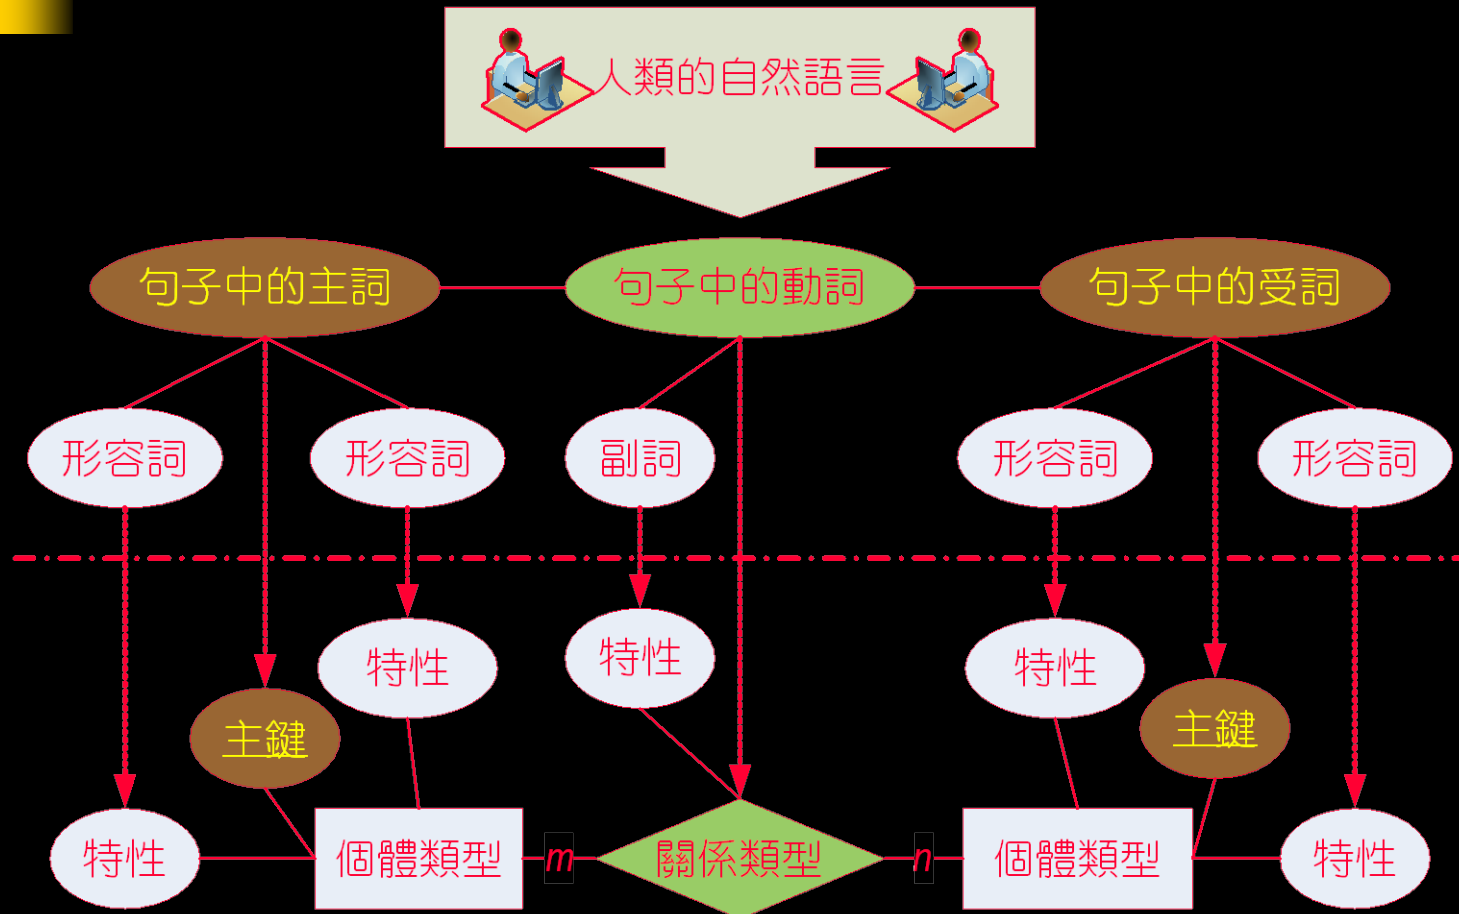 人類的自然語言
句子中的主詞
句子中的動詞
句子中的受詞
形容詞
形容詞
副詞
形容詞
形容詞
特性
特性
特性
主鍵
主鍵
特性
個體類型
m
關係類型
n
個體類型
特性